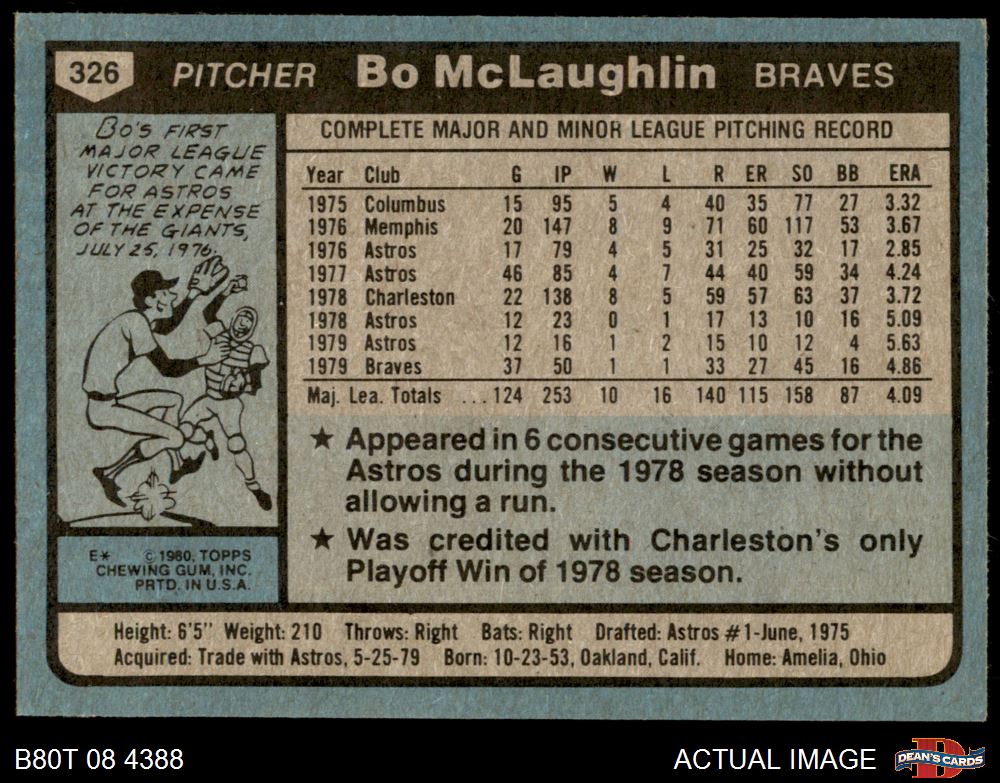 326 PITCHER Bo McLaughlin BRAVES
BO'S FIRST
MAJOR LEAGUE
VICTORY CAME
FOR ASTROS
AT THE EXPENSE
OF THE GIANTS,
JULY 25, 1976.
COMPLETE MAJOR AND MINOR LEAGUE PITCHING RECORD
Year Club G IP W L R ER SO BB ERA
1975 Columbus 15 95 5 4 40 35 77 27 3.32
1976 Memphis 20 147 8 9 71 60 117 53 3.67
1976 Astros 17 79 4 5 31 25 32 17 2.85
1977 Astros 46 85 4 7 44 40 59 34 4.24
1978 Charleston 22 138 8 5 59 57 63 37 3.72
1978 Astros 12 23 0 1 17 13 10 16 5.09
1979 Astros 12 16 1 2 15 10 12 4 5.63
1979 Braves 37 50 1 1 33 27 45 16 4.86
Maj. Lea. Totals ...124 253 10 16 140 115 158 87 4.09
★ Appeared in 6 consecutive games for the
Astros during the 1978 season without
allowing a run.
★ Was credited with Charleston's only
Playoff Win of 1978 season.
E* © 1980, TOPPS
CHEWING GUM, INC.
PRTD. IN U.S.A.
Height: 6'5" Weight: 210 Throws: Right Bats: Right Drafted: Astros #1-June, 1975
Acquired: Trade with Astros, 5-25-79 Born: 10-23-53, Oakland, Calif. Home: Amelia, Ohio
B80T 08 4388 ACTUAL IMAGE D DEAN'S CARDS